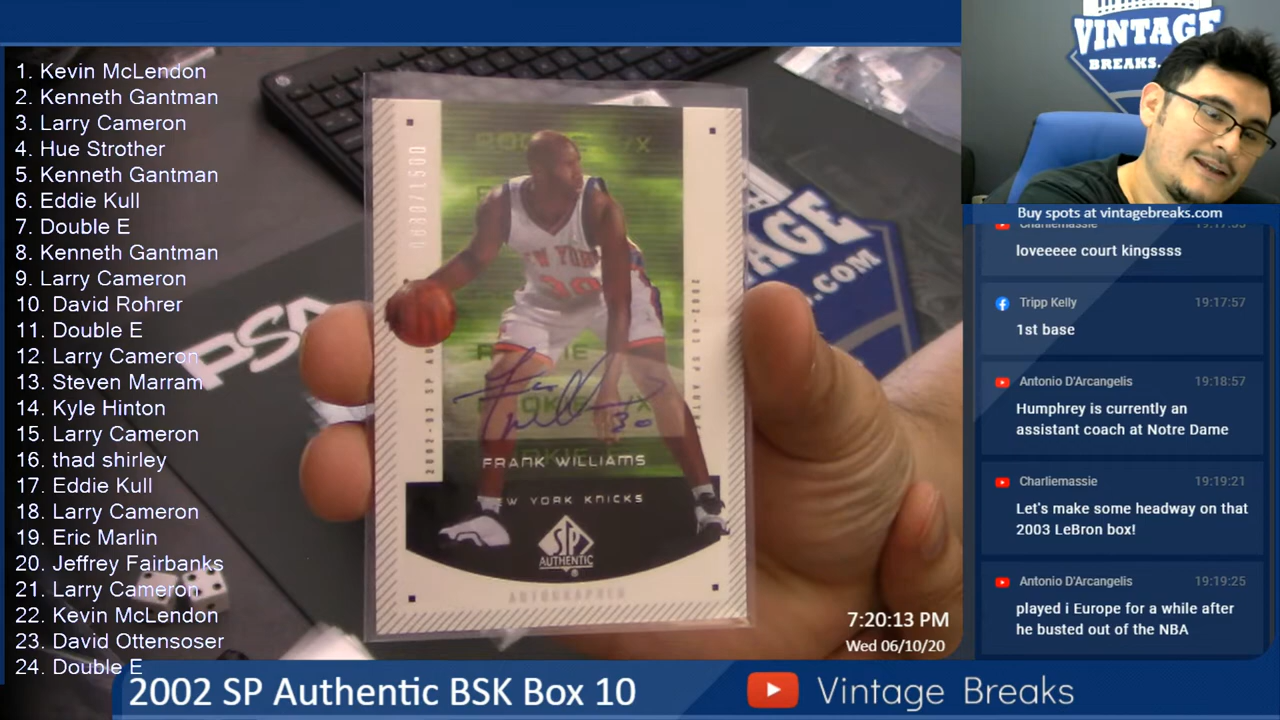 1. Kevin McLendon
2. Kenneth Gantman
3. Larry Cameron
4. Hue Strother
5. Kenneth Gantman
6. Eddie Kull
7. Double E
8. Kenneth Gantman
9. Larry Cameron
10. David Rohrer
11. Double E
12. Larry Cameron
13. Steven Marram
14. Kyle Hinton
15. Larry Cameron
16. thad shirley
17. Eddie Kull
18. Larry Cameron
19. Eric Marlin
20. Jeffrey Fairbanks
21. Larry Cameron
22. Kevin McLendon
23. David Ottensoser
24. Double E
PSA
NEW YORK
30
30
FRANK WILLIAMS
NEW YORK KNICKS
SP
AUTHENTIC
AUTOGRAPHED
.COM
7:20:13 PM
Wed 06/10/20
VINTAGE
BREAKS.
Buy spots at vintagebreaks.com
Charliemassie
loveeeee court kingssss
Tripp Kelly 19:17:57
1st base
Antonio D'Arcangelis 19:18:57
Humphrey is currently an
assistant coach at Notre Dame
Charliemassie 19:19:21
Let's make some headway on that
2003 LeBron box!
Antonio D'Arcangelis 19:19:25
played i Europe for a while after
he busted out of the NBA
2002 SP Authentic BSK Box 10
Vintage Breaks